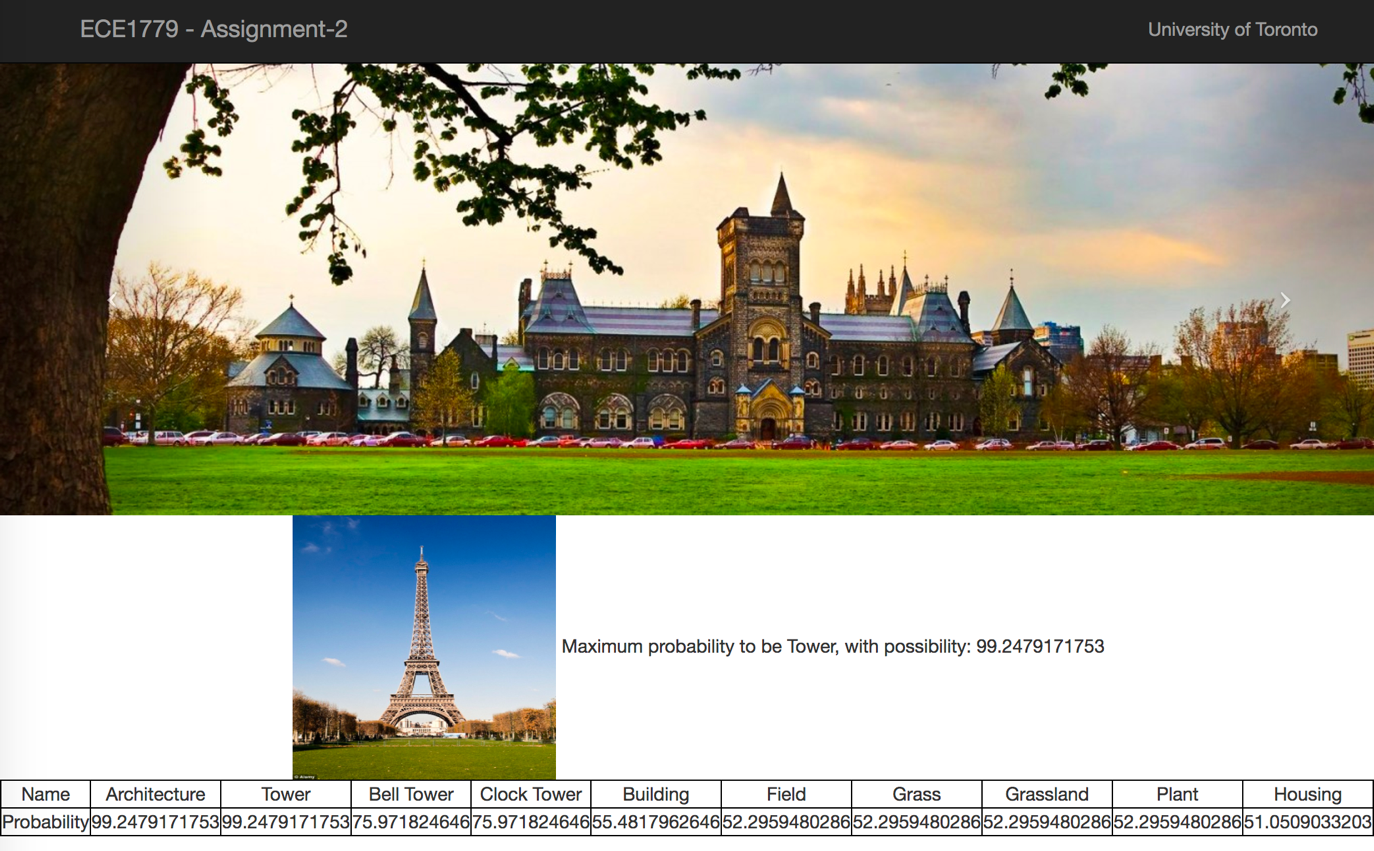 ECE1779 - Assignment-2 University of Toronto
Maximum probability to be Tower, with possibility: 99.2479171753
Name Architecture Tower Bell Tower Clock Tower Building Field Grass Grassland Plant Housing
Probability 99.2479171753 99.2479171753 75.971824646 75.971824646 55.4817962646 52.2959480286 52.2959480286 52.2959480286 52.2959480286 51.0509033203